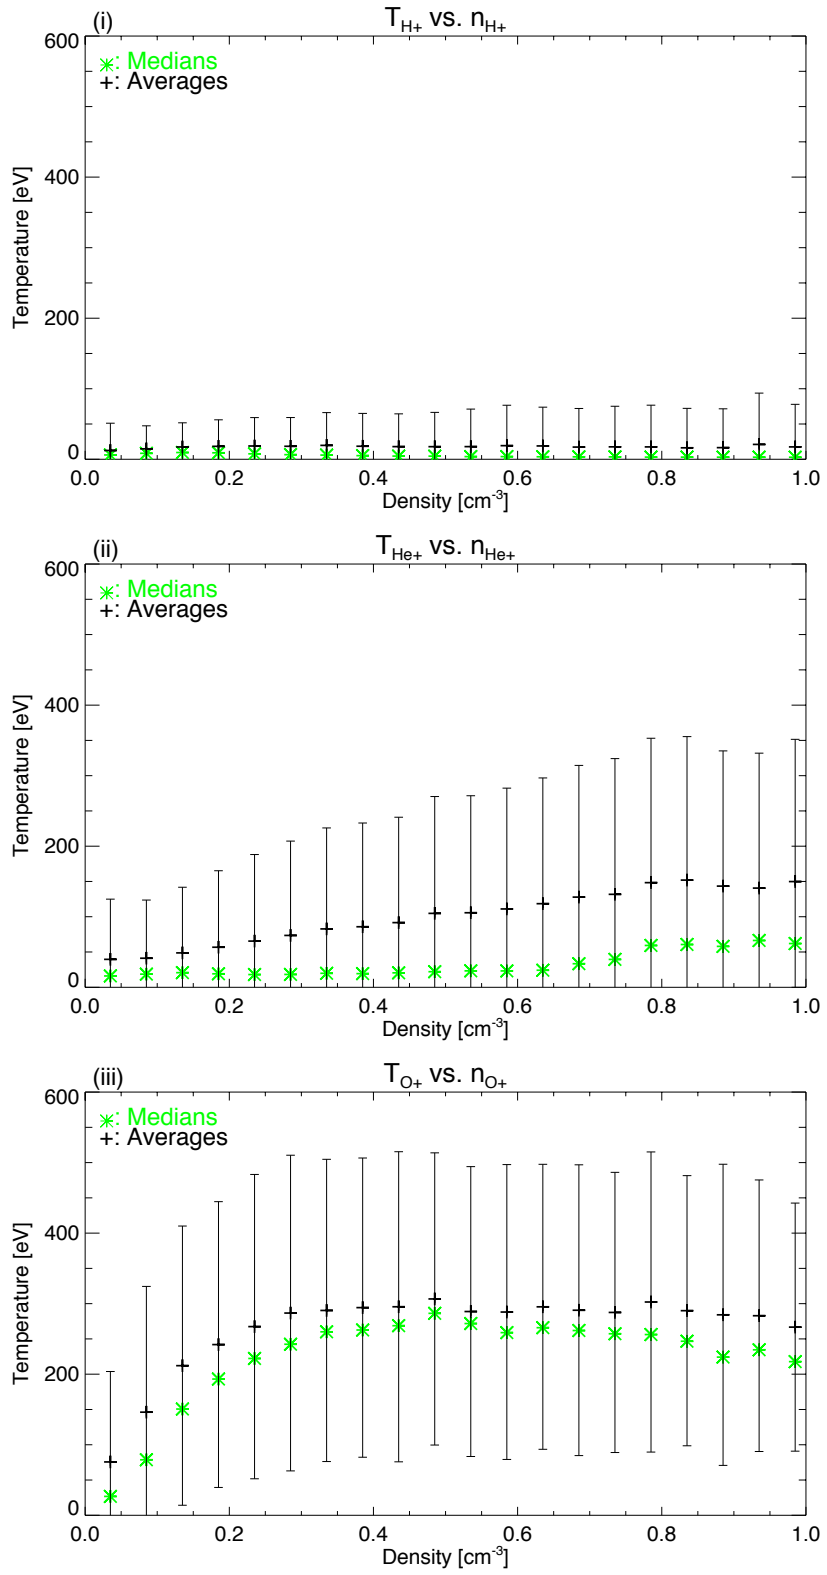 (i) T_H+ vs. n_H+
600
✳: Medians
+: Averages
400
Temperature [eV]
200
0
0.0 0.2 0.4 0.6 0.8 1.0
Density [cm⁻³]
(ii) T_He+ vs. n_He+
600
✳: Medians
+: Averages
400
Temperature [eV]
200
0
0.0 0.2 0.4 0.6 0.8 1.0
Density [cm⁻³]
(iii) T_O+ vs. n_O+
600
✳: Medians
+: Averages
400
Temperature [eV]
200
0
0.0 0.2 0.4 0.6 0.8 1.0
Density [cm⁻³]